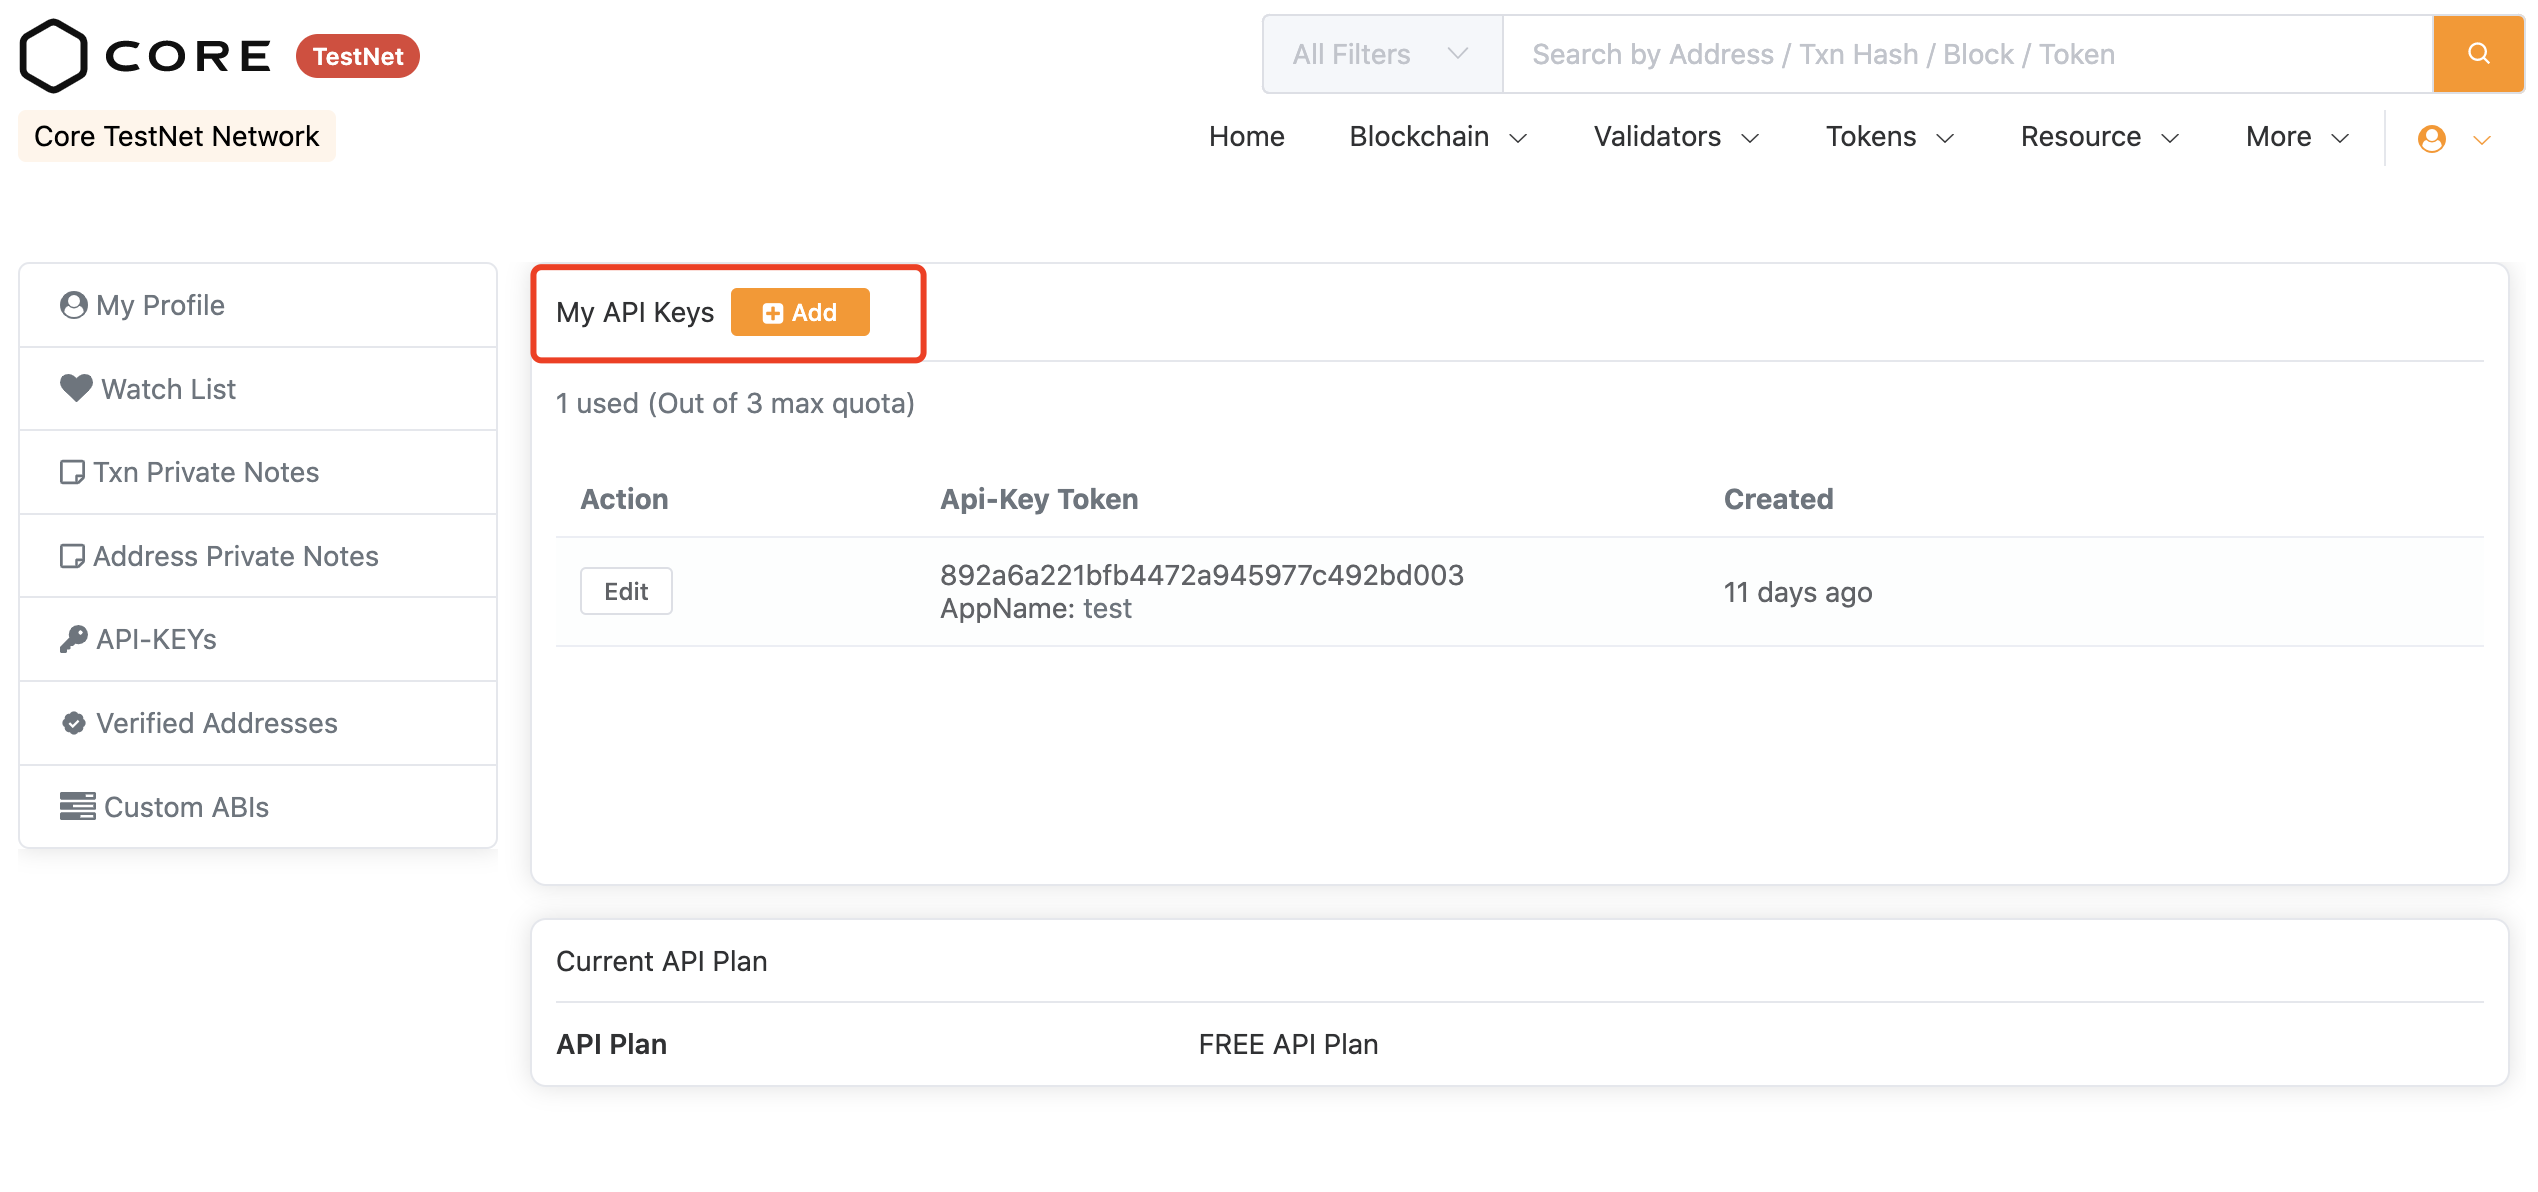 CORE TestNet
All Filters
Search by Address / Txn Hash / Block / Token
Core TestNet Network
Home Blockchain Validators Tokens Resource More
My Profile
Watch List
Txn Private Notes
Address Private Notes
API-KEYs
Verified Addresses
Custom ABIs
My API Keys Add
1 used (Out of 3 max quota)
Action Api-Key Token Created
Edit 892a6a221bfb4472a945977c492bd003 11 days ago
AppName: test
Current API Plan
API Plan FREE API Plan